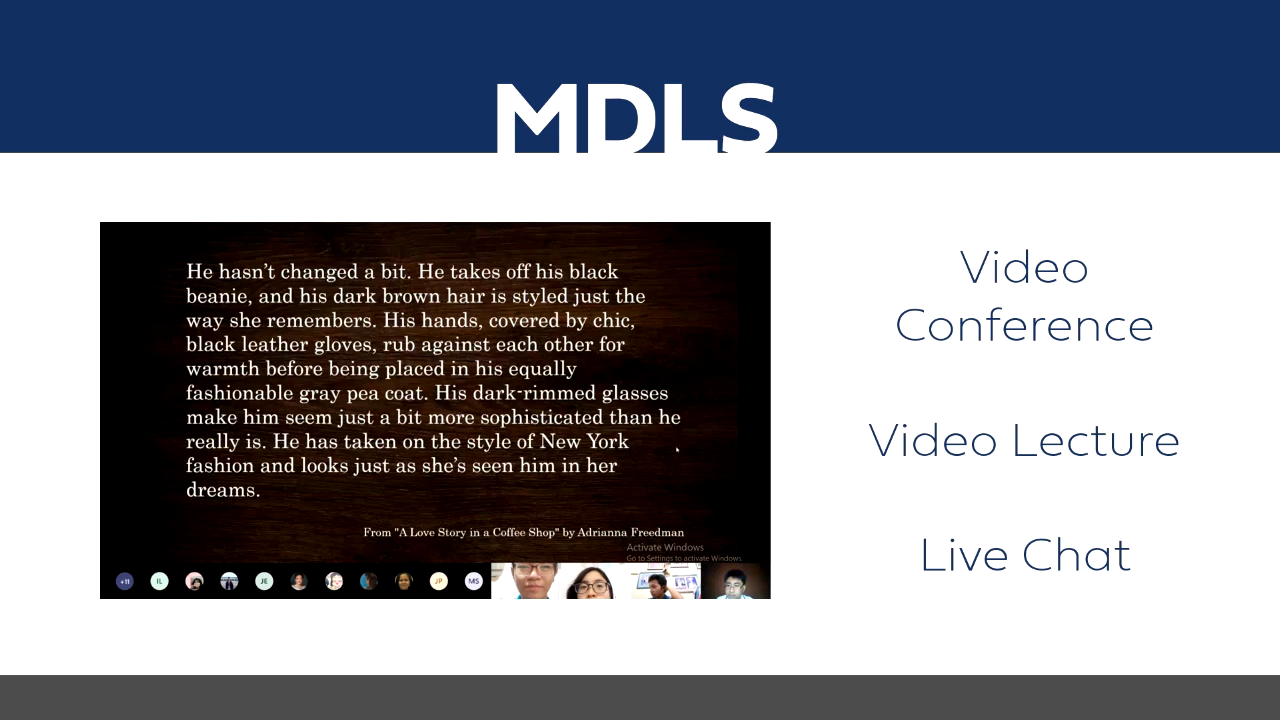 MDLS
He hasn't changed a bit. He takes off his black
beanie, and his dark brown hair is styled just the
way she remembers. His hands, covered by chic,
black leather gloves, rub against each other for
warmth before being placed in his equally
fashionable gray pea coat. His dark-rimmed glasses
make him seem just a bit more sophisticated than he
really is. He has taken on the style of New York
fashion and looks just as she's seen him in her
dreams.
From "A Love Story in a Coffee Shop" by Adrianna Freedman
Activate Windows
Go to Settings to activate Windows.
+11
IL
JE
JP
MS
Video
Conference
Video Lecture
Live Chat